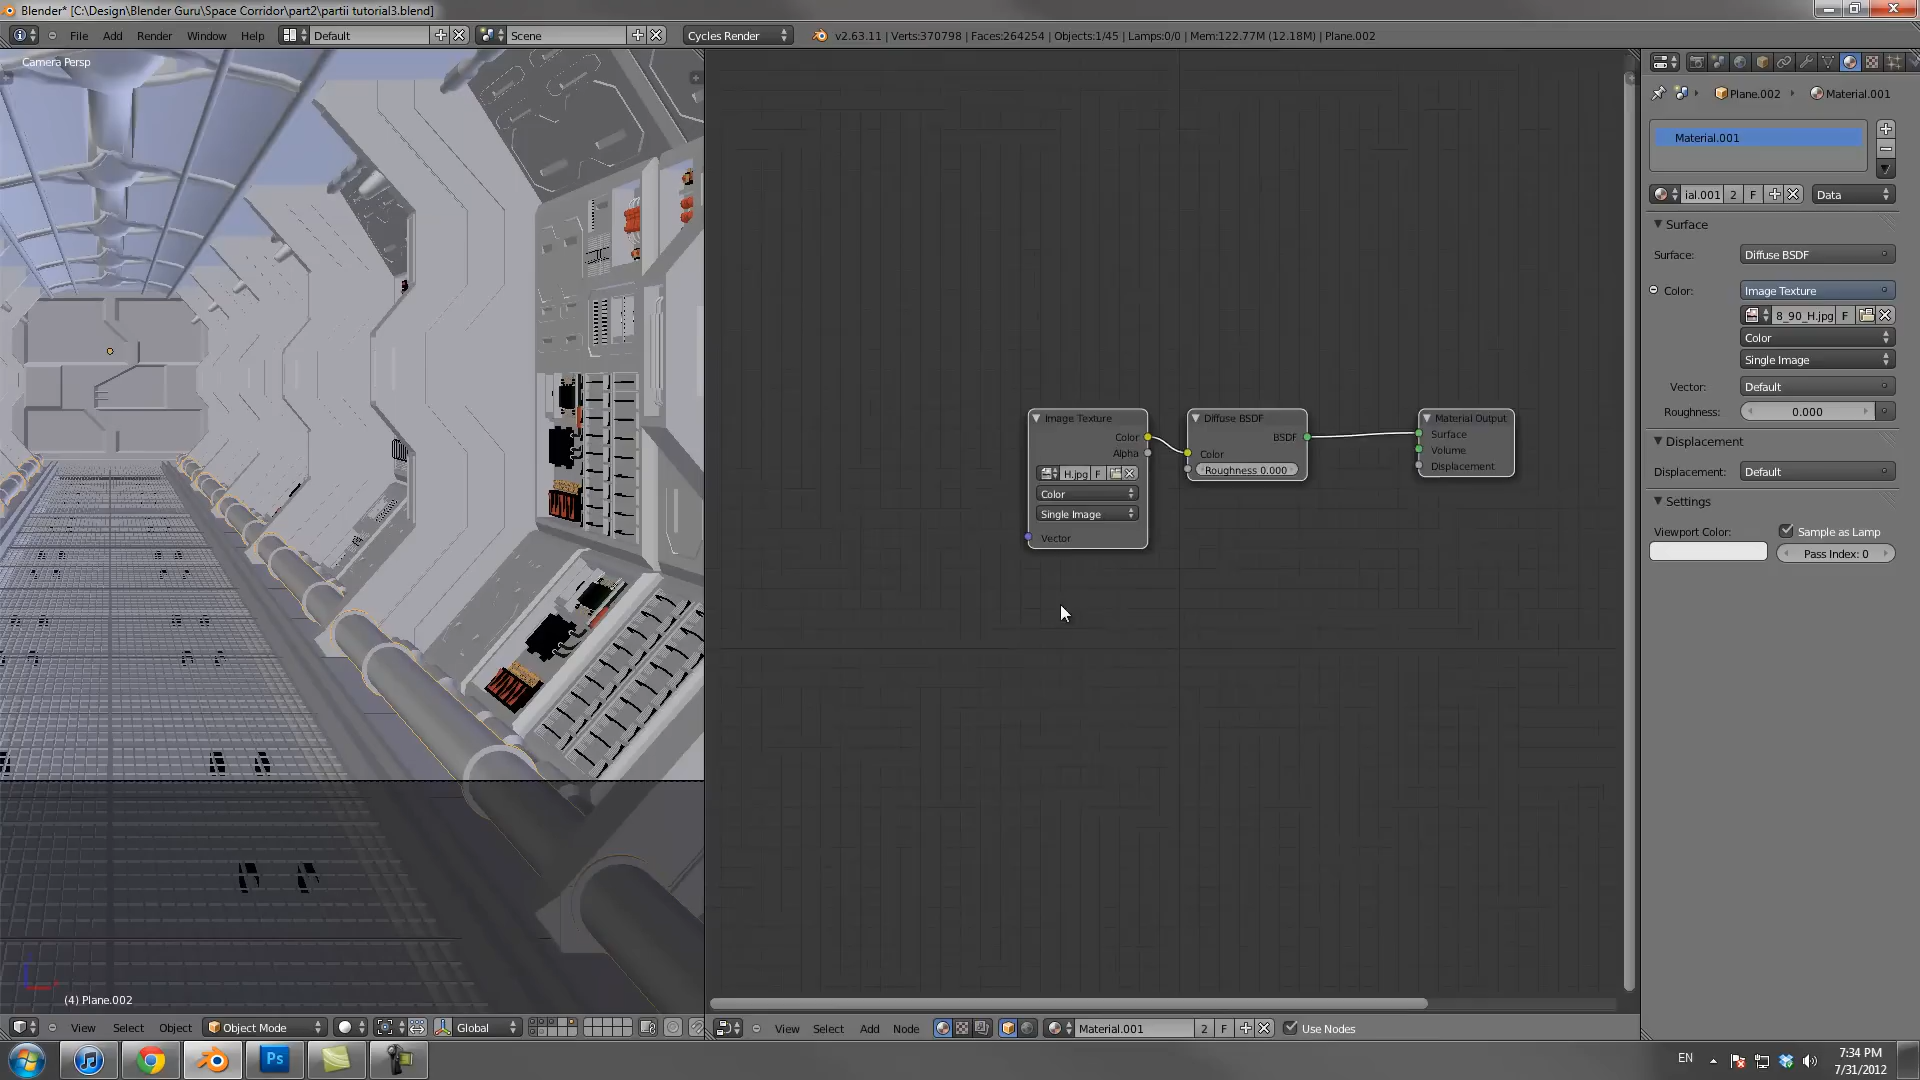 Blender* [C:\Design\Blender Guru\Space Corridor\part2\partii tutorial3.blend]
File Add Render Window Help Default Scene Cycles Render v2.63.11 | Verts:370798 | Faces:264254 | Objects:1/45 | Lamps:0/0 | Mem:122.77M (12.18M) | Plane.002
Camera Persp
Plane.002 Material.001
Material.001
ial.001 2 F Data
Surface
Surface: Diffuse BSDF
Color: Image Texture
8_90_H.jpg F
Color
Single Image
Vector: Default
Roughness: 0.000
Displacement
Displacement: Default
Settings
Viewport Color: Sample as Lamp
Pass Index: 0
Image Texture
Color
Alpha
H.jpg F
Color
Single Image
Vector
Diffuse BSDF
BSDF
Color
Roughness 0.000
Material Output
Surface
Volume
Displacement
(4) Plane.002
View Select Object Object Mode Global
View Select Add Node Material.001 2 F Use Nodes
Ps
EN
7:34 PM
7/31/2012